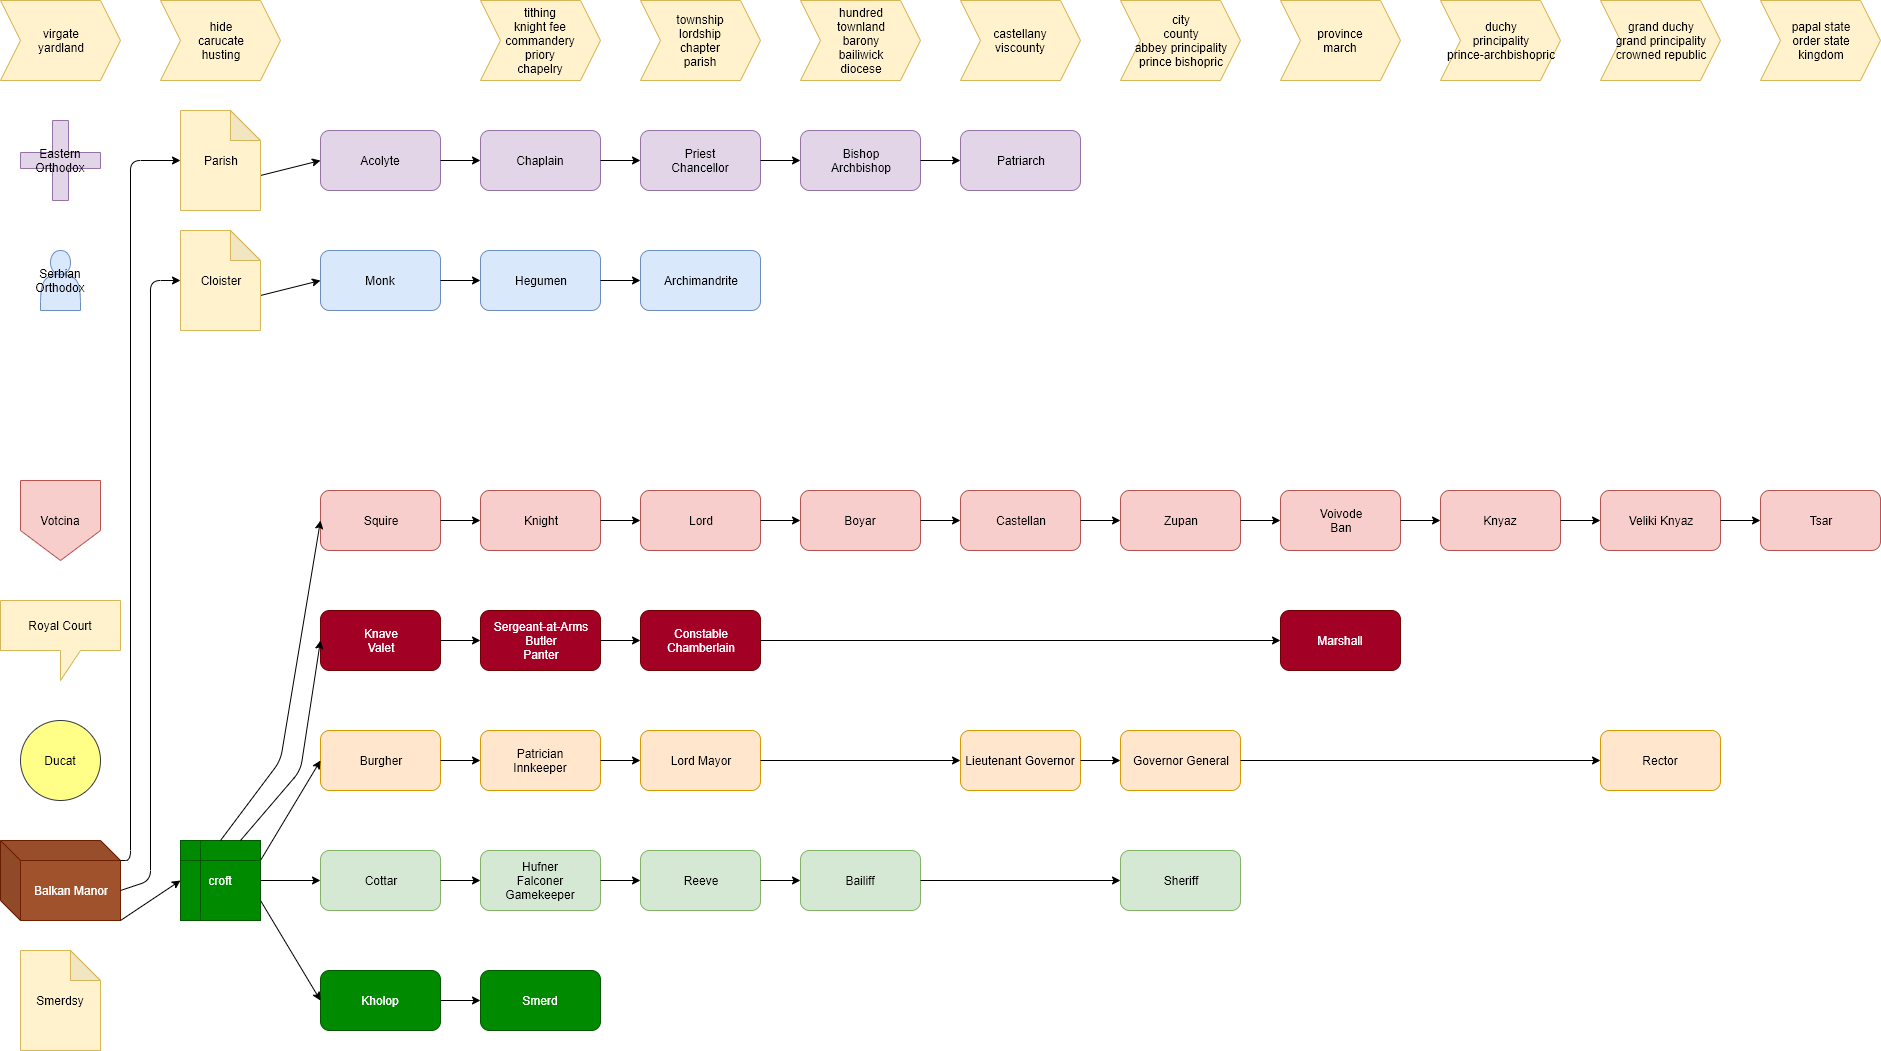 virgate
yardland
hide
carucate
husting
tithing
knight fee
commandery
priory
chapelry
township
lordship
chapter
parish
hundred
townland
barony
bailiwick
diocese
castellany
viscounty
city
county
abbey principality
prince bishopric
province
march
duchy
principality
prince-archbishopric
grand duchy
grand principality
crowned republic
papal state
order state
kingdom
Eastern
Orthodox
Parish
Acolyte
Chaplain
Priest
Chancellor
Bishop
Archbishop
Patriarch
Serbian
Orthodox
Cloister
Monk
Hegumen
Archimandrite
Votcina
Squire
Knight
Lord
Boyar
Castellan
Zupan
Voivode
Ban
Knyaz
Veliki Knyaz
Tsar
Royal Court
Knave
Valet
Sergeant-at-Arms
Butler
Panter
Constable
Chamberlain
Marshall
Ducat
Burgher
Patrician
Innkeeper
Lord Mayor
Lieutenant Governor
Governor General
Rector
Balkan Manor
croft
Cottar
Hufner
Falconer
Gamekeeper
Reeve
Bailiff
Sheriff
Smerdsy
Kholop
Smerd